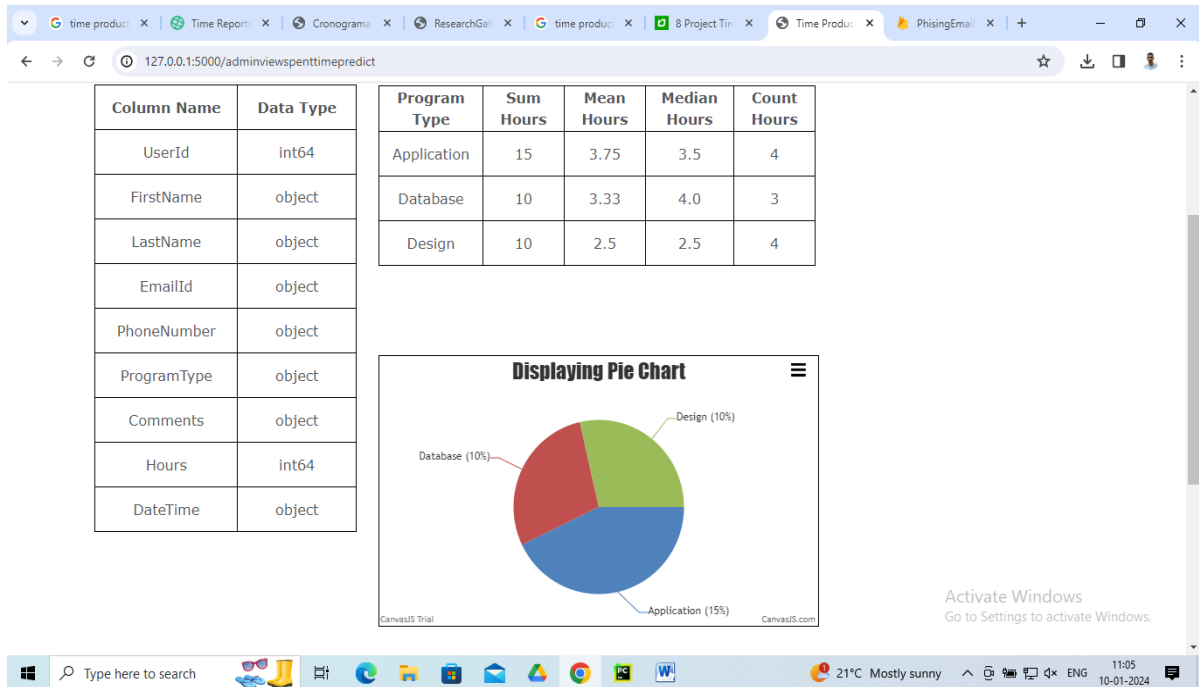 time product
Time Report
Cronograma
ResearchGat
time product
8 Project Tim
Time Produc
PhisingEmail
127.0.0.1:5000/adminviewspenttimepredict
Column Name Data Type
UserId int64
FirstName object
LastName object
EmailId object
PhoneNumber object
ProgramType object
Comments object
Hours int64
DateTime object
Program Type Sum Hours Mean Hours Median Hours Count Hours
Application 15 3.75 3.5 4
Database 10 3.33 4.0 3
Design 10 2.5 2.5 4
Displaying Pie Chart
Design (10%)
Database (10%)
Application (15%)
CanvasJS Trial
CanvasJS.com
Activate Windows
Go to Settings to activate Windows.
Type here to search
PC
W
21°C Mostly sunny
ENG
11:05
10-01-2024